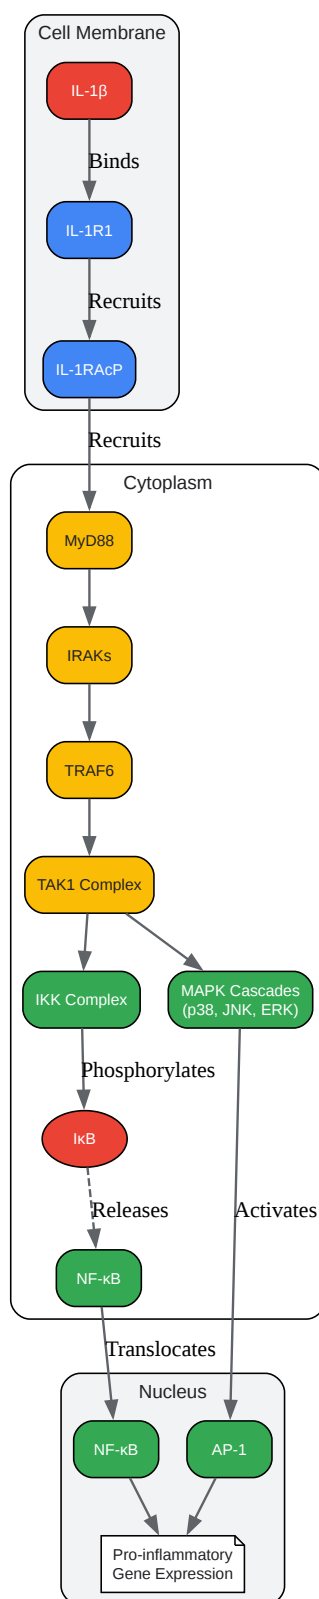 Cell Membrane
IL-1β
Binds
IL-1R1
Recruits
IL-1RAcP
Recruits
Cytoplasm
MyD88
IRAKs
TRAF6
TAK1 Complex
IKK Complex
MAPK Cascades
(p38, JNK, ERK)
Phosphorylates
IκB
Releases
Activates
NF-κB
Translocates
Nucleus
NF-κB
AP-1
Pro-inflammatory
Gene Expression